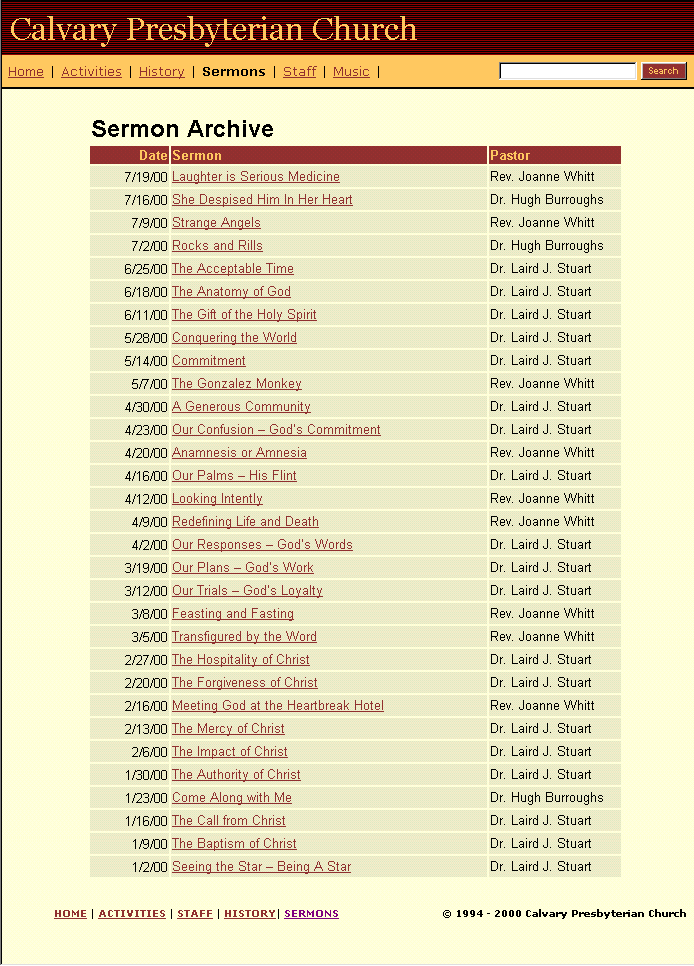 Calvary Presbyterian Church
Home | Activities | History | Sermons | Staff | Music | Search
Sermon Archive
Date Sermon Pastor
7/19/00 Laughter is Serious Medicine Rev. Joanne Whitt
7/16/00 She Despised Him In Her Heart Dr. Hugh Burroughs
7/9/00 Strange Angels Rev. Joanne Whitt
7/2/00 Rocks and Rills Dr. Hugh Burroughs
6/25/00 The Acceptable Time Dr. Laird J. Stuart
6/18/00 The Anatomy of God Dr. Laird J. Stuart
6/11/00 The Gift of the Holy Spirit Dr. Laird J. Stuart
5/28/00 Conquering the World Dr. Laird J. Stuart
5/14/00 Commitment Dr. Laird J. Stuart
5/7/00 The Gonzalez Monkey Rev. Joanne Whitt
4/30/00 A Generous Community Dr. Laird J. Stuart
4/23/00 Our Confusion – God's Commitment Dr. Laird J. Stuart
4/20/00 Anamnesis or Amnesia Rev. Joanne Whitt
4/16/00 Our Palms – His Flint Dr. Laird J. Stuart
4/12/00 Looking Intently Rev. Joanne Whitt
4/9/00 Redefining Life and Death Rev. Joanne Whitt
4/2/00 Our Responses – God's Words Dr. Laird J. Stuart
3/19/00 Our Plans – God's Work Dr. Laird J. Stuart
3/12/00 Our Trials – God's Loyalty Dr. Laird J. Stuart
3/8/00 Feasting and Fasting Rev. Joanne Whitt
3/5/00 Transfigured by the Word Rev. Joanne Whitt
2/27/00 The Hospitality of Christ Dr. Laird J. Stuart
2/20/00 The Forgiveness of Christ Dr. Laird J. Stuart
2/16/00 Meeting God at the Heartbreak Hotel Rev. Joanne Whitt
2/13/00 The Mercy of Christ Dr. Laird J. Stuart
2/6/00 The Impact of Christ Dr. Laird J. Stuart
1/30/00 The Authority of Christ Dr. Laird J. Stuart
1/23/00 Come Along with Me Dr. Hugh Burroughs
1/16/00 The Call from Christ Dr. Laird J. Stuart
1/9/00 The Baptism of Christ Dr. Laird J. Stuart
1/2/00 Seeing the Star – Being A Star Dr. Laird J. Stuart
HOME | ACTIVITIES | STAFF | HISTORY| SERMONS © 1994 - 2000 Calvary Presbyterian Church